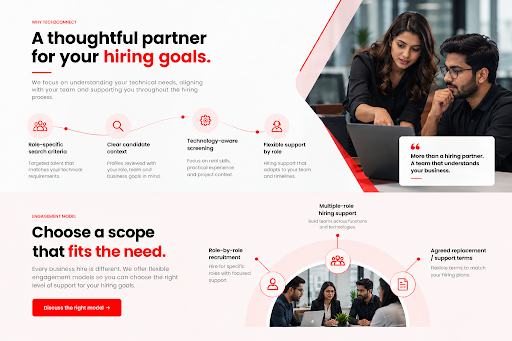 WHY TECH2CONNECT
A thoughtful partner
for your hiring goals.
We focus on understanding your technical needs, aligning
with your team and supporting you throughout the hiring
process.
Role-specific
search criteria
Targeted talent that
matches your technical
requirements.
Clear candidate
context
Profiles reviewed with
your role, team and
business goals in mind.
Technology-aware
screening
Focus on real skills,
practical experience
and project context.
Flexible support
by role
Hiring support that
adapts to your team
and timelines.
More than a hiring partner.
A team that understands
your business.
ENGAGEMENT MODEL
Choose a scope
that fits the need.
Every business hire is different. We offer flexible
engagement models so you can choose the right
level of support for your hiring goals.
Discuss the right model →
Role-by-role
recruitment
Hire for specific
roles with focused
support.
Multiple-role
hiring support
Build teams across functions
and technologies.
Agreed replacement
/ support terms
Flexible terms to match
your hiring plans.